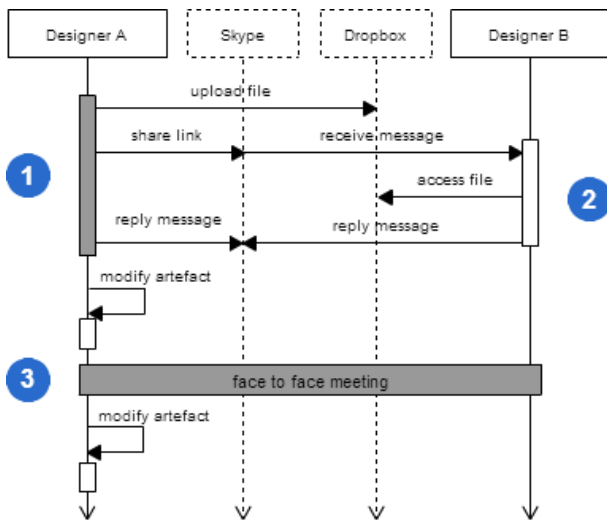 Designer A
Skype
Dropbox
Designer B
upload file
share link
receive message
1
access file
2
reply message
reply message
modify artefact
3
face to face meeting
modify artefact